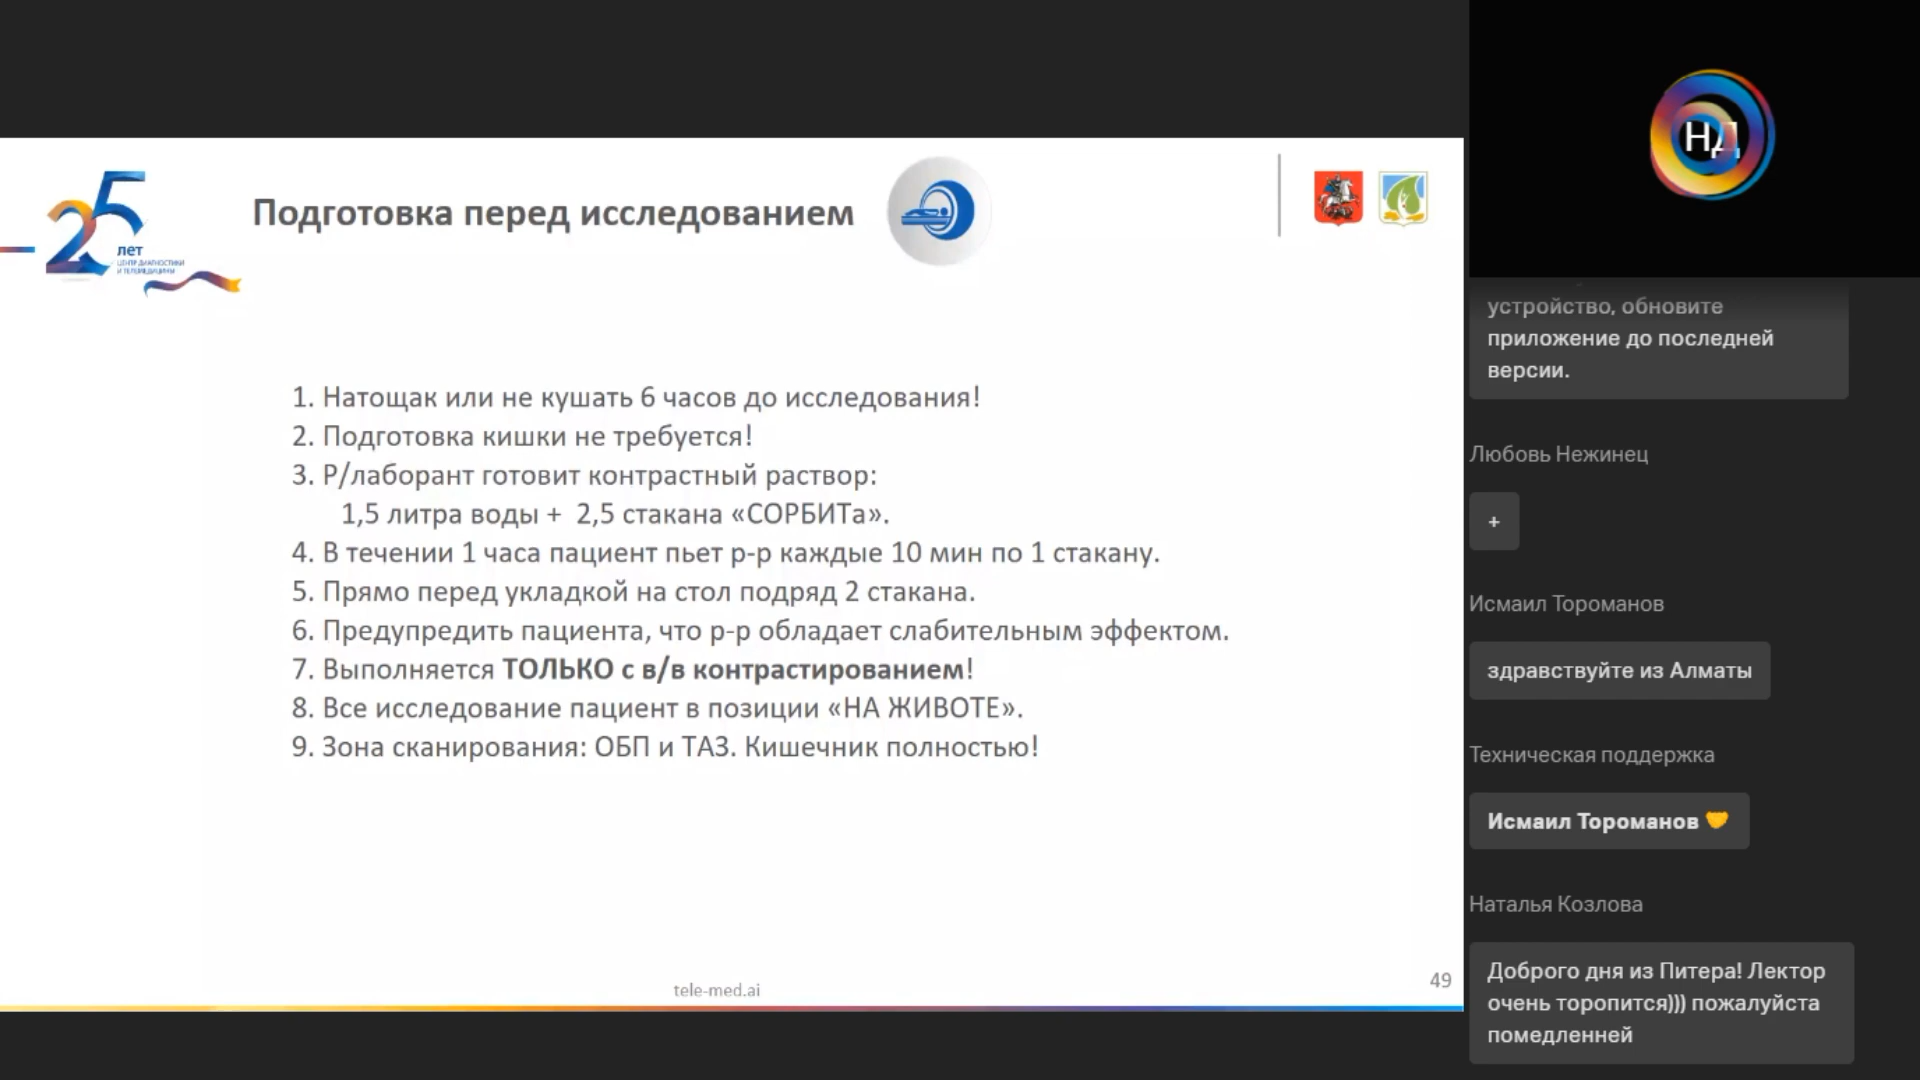 25
лет
ЦЕНТР ДИАГНОСТИКИ
И ТЕЛЕМЕДИЦИНЫ
Подготовка перед исследованием
1. Натощак или не кушать 6 часов до исследования!
2. Подготовка кишки не требуется!
3. Р/лаборант готовит контрастный раствор:
1,5 литра воды + 2,5 стакана «СОРБИТа».
4. В течении 1 часа пациент пьет р-р каждые 10 мин по 1 стакану.
5. Прямо перед укладкой на стол подряд 2 стакана.
6. Предупредить пациента, что р-р обладает слабительным эффектом.
7. Выполняется ТОЛЬКО с в/в контрастированием!
8. Все исследование пациент в позиции «НА ЖИВОТЕ».
9. Зона сканирования: ОБП и ТАЗ. Кишечник полностью!
tele-med.ai
49
НД
устройство, обновите
приложение до последней
версии.
Любовь Нежинец
+
Исмаил Тороманов
здравствуйте из Алматы
Техническая поддержка
Исмаил Тороманов
Наталья Козлова
Доброго дня из Питера! Лектор
очень торопится))) пожалуйста
помедленней